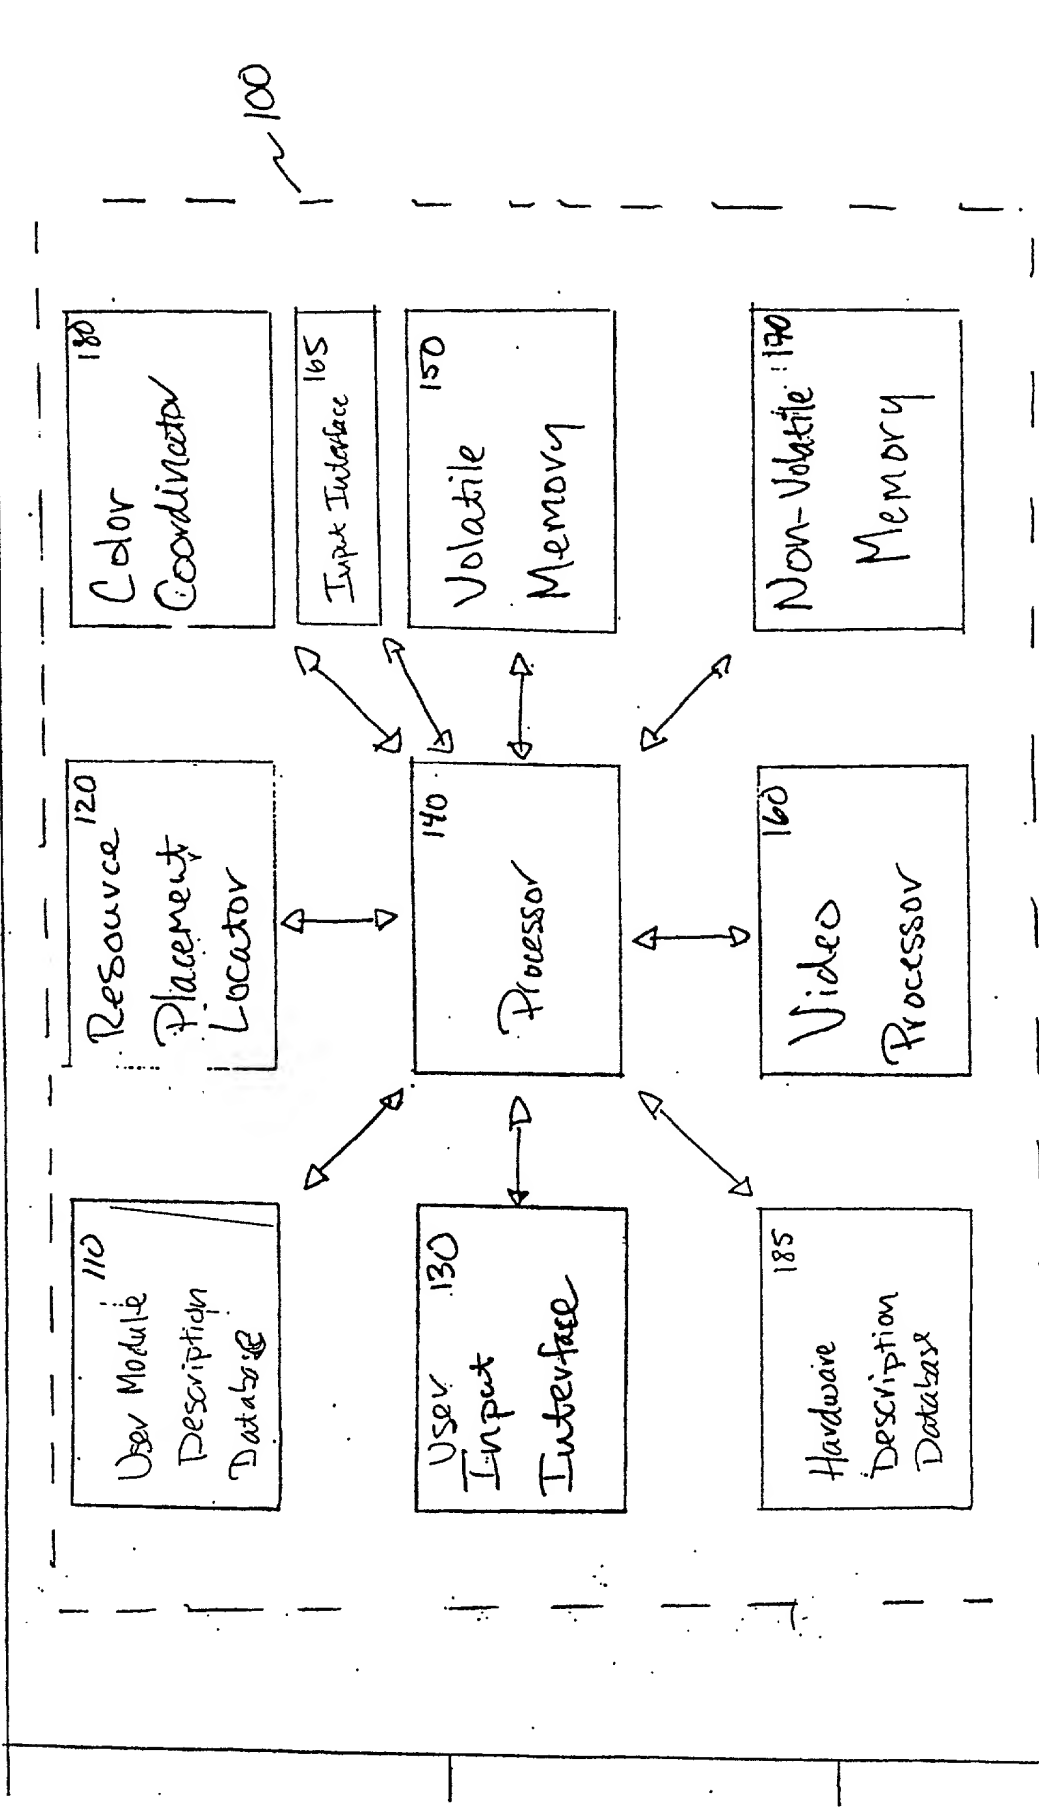 100
110
User Module
Description
Database
120
Resource
Placement
Locator
180
Color
Coordinator
165
Input Interface
User 130
Input
Interface
140
Processor
150
Volatile
Memory
185
Hardware
Description
Database
160
Video
Processor
170
Non-Volatile
Memory